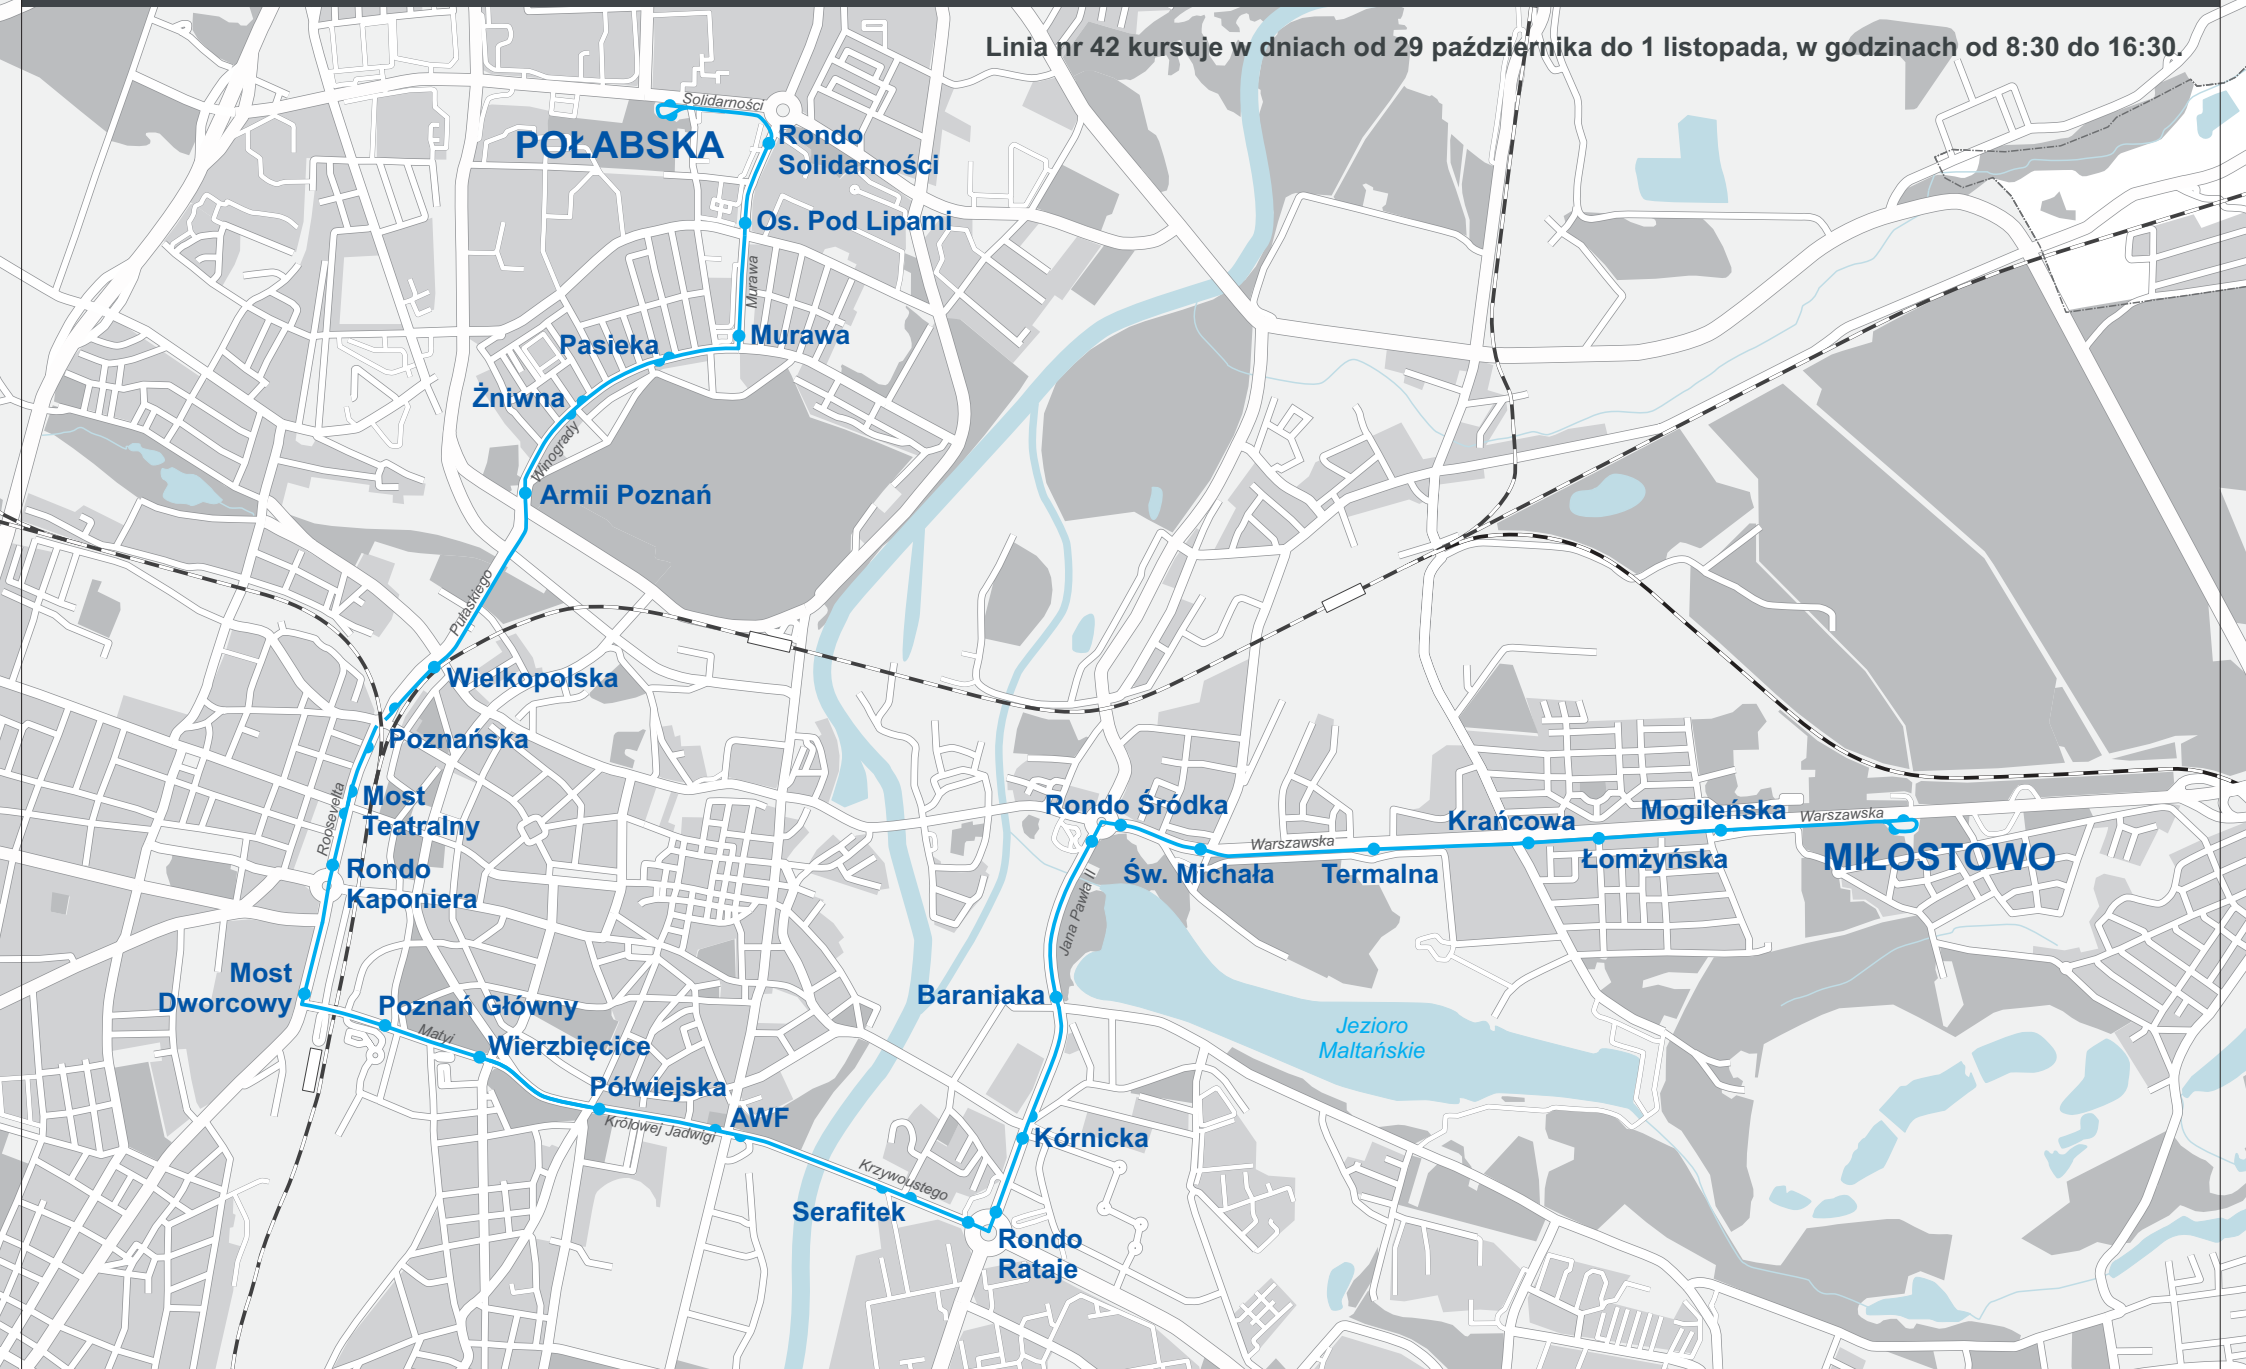 Linia nr 42 kursuje w dniach od 29 października do 1 listopada, w godzinach od 8:30 do 16:30.
Solidarności
POŁABSKA
Rondo
Solidarności
Os. Pod Lipami
Murawa
Murawa
Pasieka
Żniwna
Winogrady
Armii Poznań
Pułaskiego
Wielkopolska
Poznańska
Roosevelta
Most
Teatralny
Rondo
Kaponiera
Most
Dworcowy
Poznań Główny
Matyi
Wierzbięcice
Półwiejska
Królowej Jadwigi
AWF
Krzywoustego
Serafitek
Rondo
Rataje
Kórnicka
Baraniaka
Jana Pawła II
Jezioro
Maltańskie
Rondo Śródka
Św. Michała
Warszawska
Termalna
Krańcowa
Łomżyńska
Mogileńska
Warszawska
MIŁOSTOWO